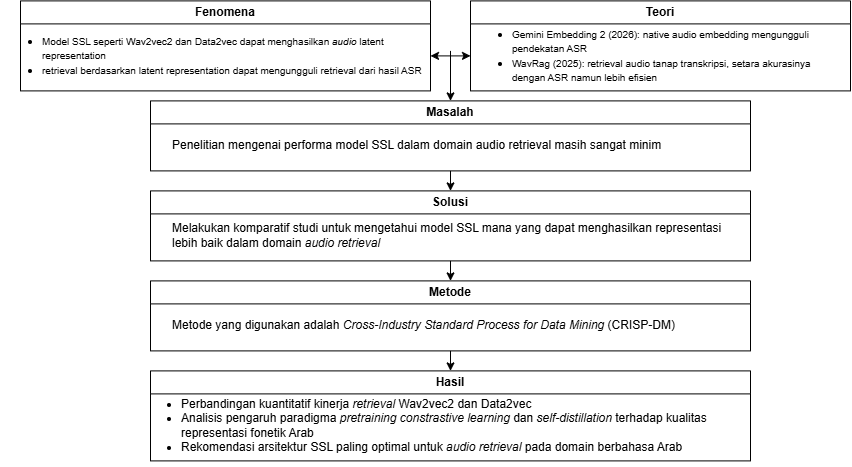 Fenomena
Model SSL seperti Wav2vec2 dan Data2vec dapat menghasilkan audio latent
representation
retrieval berdasarkan latent representation dapat mengungguli retrieval dari hasil ASR
Teori
Gemini Embedding 2 (2026): native audio embedding mengungguli
pendekatan ASR
WavRag (2025): retrieval audio tanap transkripsi, setara akurasinya
dengan ASR namun lebih efisien
Masalah
Penelitian mengenai performa model SSL dalam domain audio retrieval masih sangat minim
Solusi
Melakukan komparatif studi untuk mengetahui model SSL mana yang dapat menghasilkan representasi
lebih baik dalam domain audio retrieval
Metode
Metode yang digunakan adalah Cross-Industry Standard Process for Data Mining (CRISP-DM)
Hasil
Perbandingan kuantitatif kinerja retrieval Wav2vec2 dan Data2vec
Analisis pengaruh paradigma pretraining constrastive learning dan self-distillation terhadap kualitas
representasi fonetik Arab
Rekomendasi arsitektur SSL paling optimal untuk audio retrieval pada domain berbahasa Arab